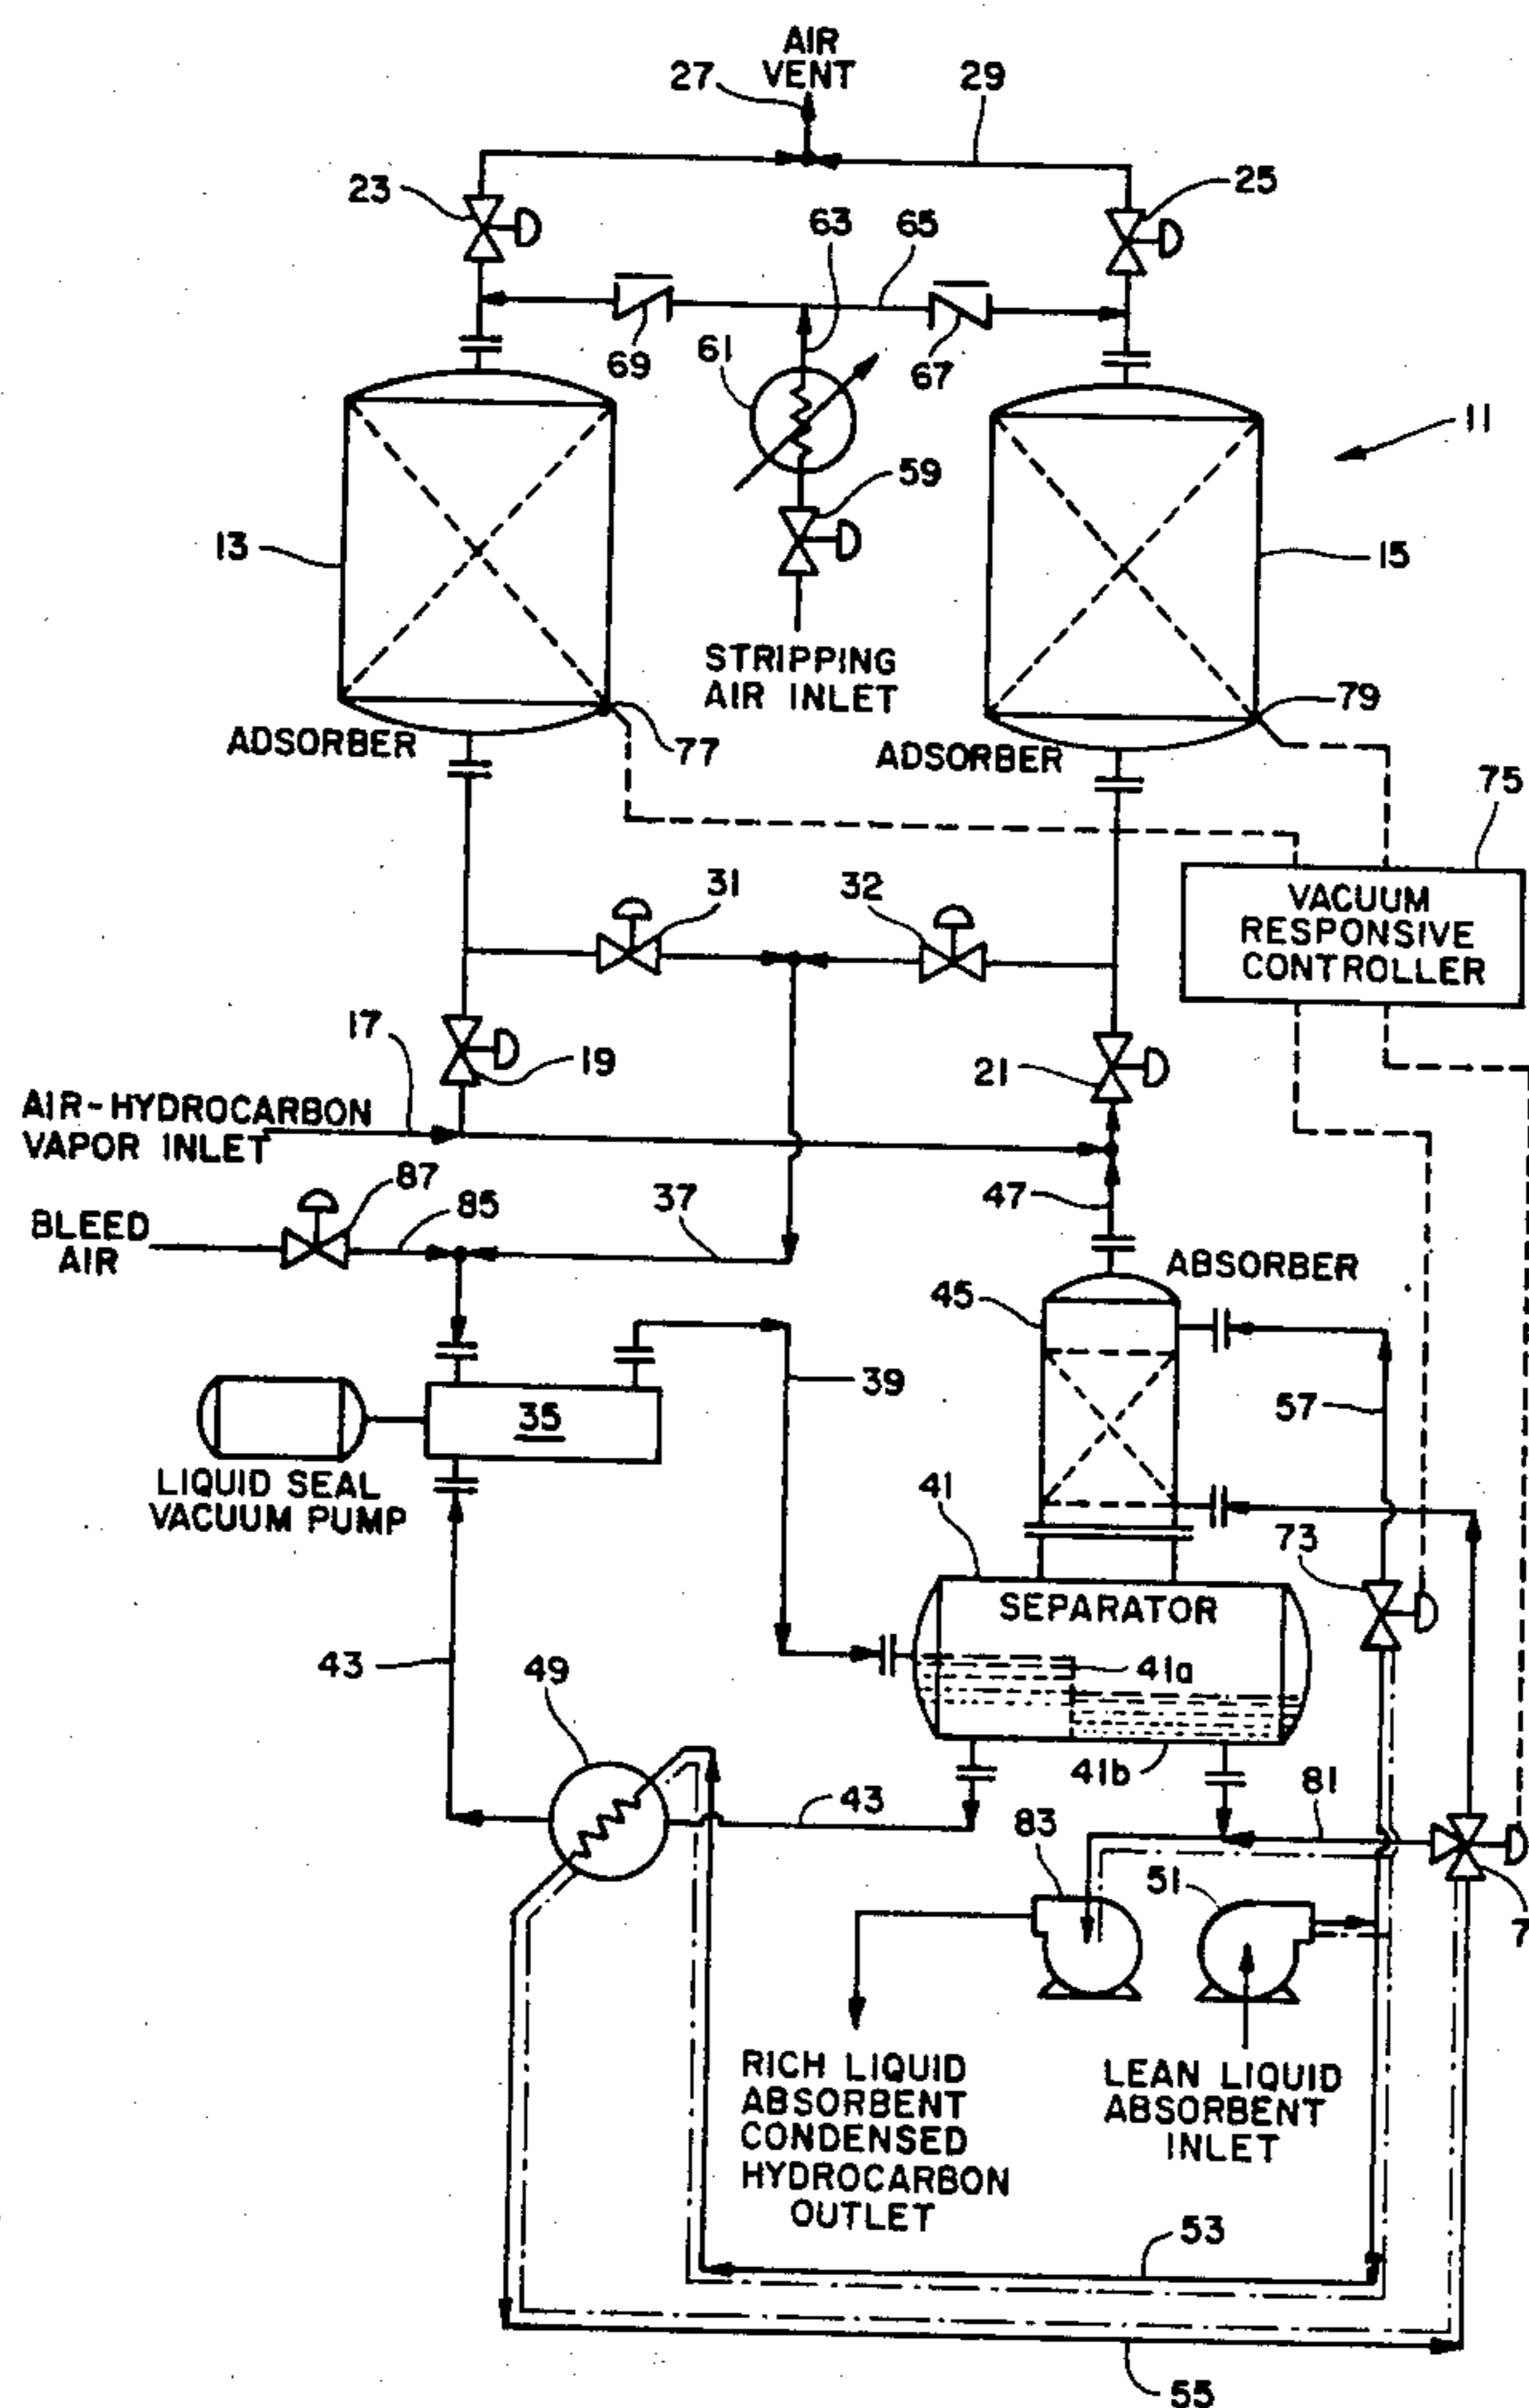 AIR
VENT
27
29
23
25
63
65
69
61
67
11
59
13
15
STRIPPING
AIR INLET
79
ADSORBER
77
ADSORBER
75
31
32
VACUUM
RESPONSIVE
CONTROLLER
17
19
21
AIR-HYDROCARBON
VAPOR INLET
87
85
37
47
BLEED
AIR
ABSORBER
45
39
35
57
LIQUID SEAL
VACUUM PUMP
41
73
SEPARATOR
43
49
41a
41b
81
43
83
51
7
RICH LIQUID
ABSORBENT
CONDENSED
HYDROCARBON
OUTLET
LEAN LIQUID
ABSORBENT
INLET
53
55